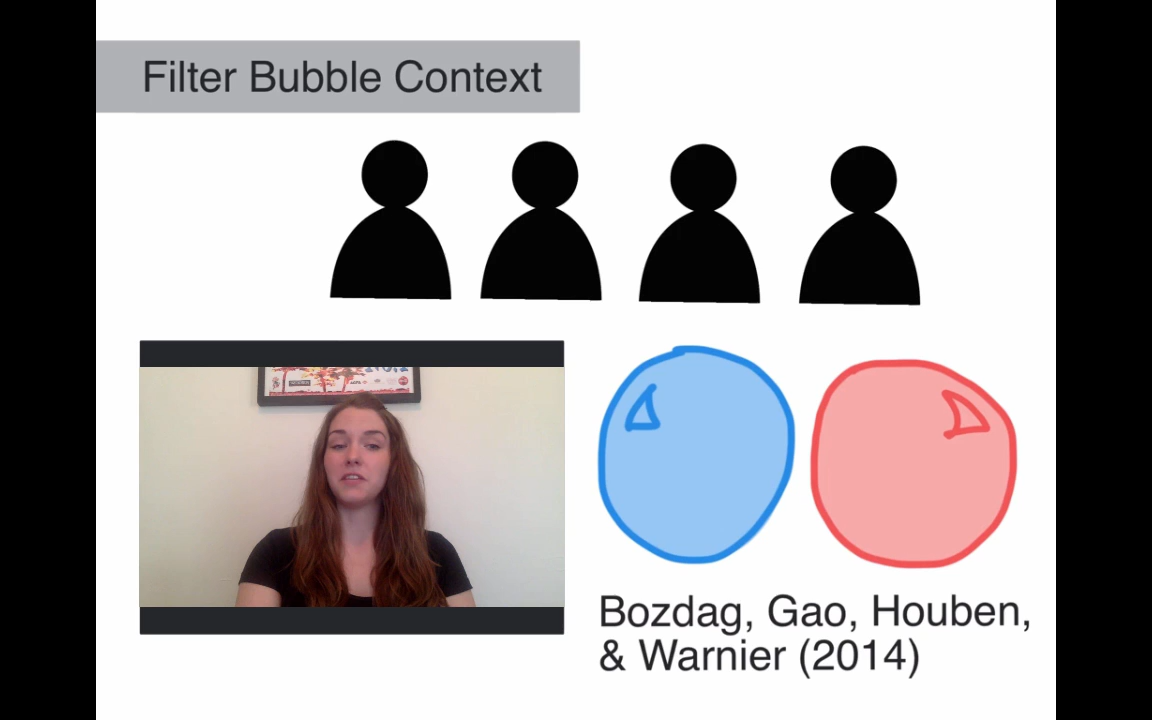 Filter Bubble Context
Bozdag, Gao, Houben,
& Warnier (2014)